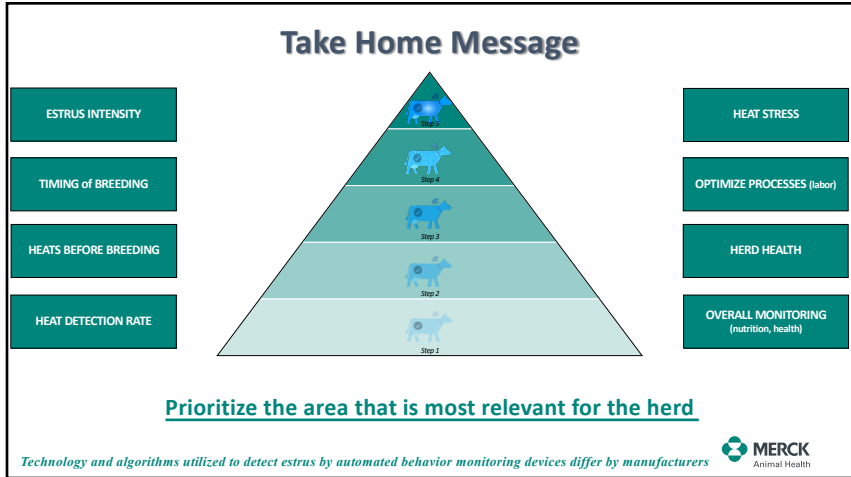 Take Home Message
ESTRUS INTENSITY
TIMING of BREEDING
HEATS BEFORE BREEDING
HEAT DETECTION RATE
Step 5
Step 4
Step 3
Step 2
Step 1
HEAT STRESS
OPTIMIZE PROCESSES (labor)
HERD HEALTH
OVERALL MONITORING
(nutrition, health)
Prioritize the area that is most relevant for the herd
Technology and algorithms utilized to detect estrus by automated behavior monitoring devices differ by manufacturers
MERCK
Animal Health